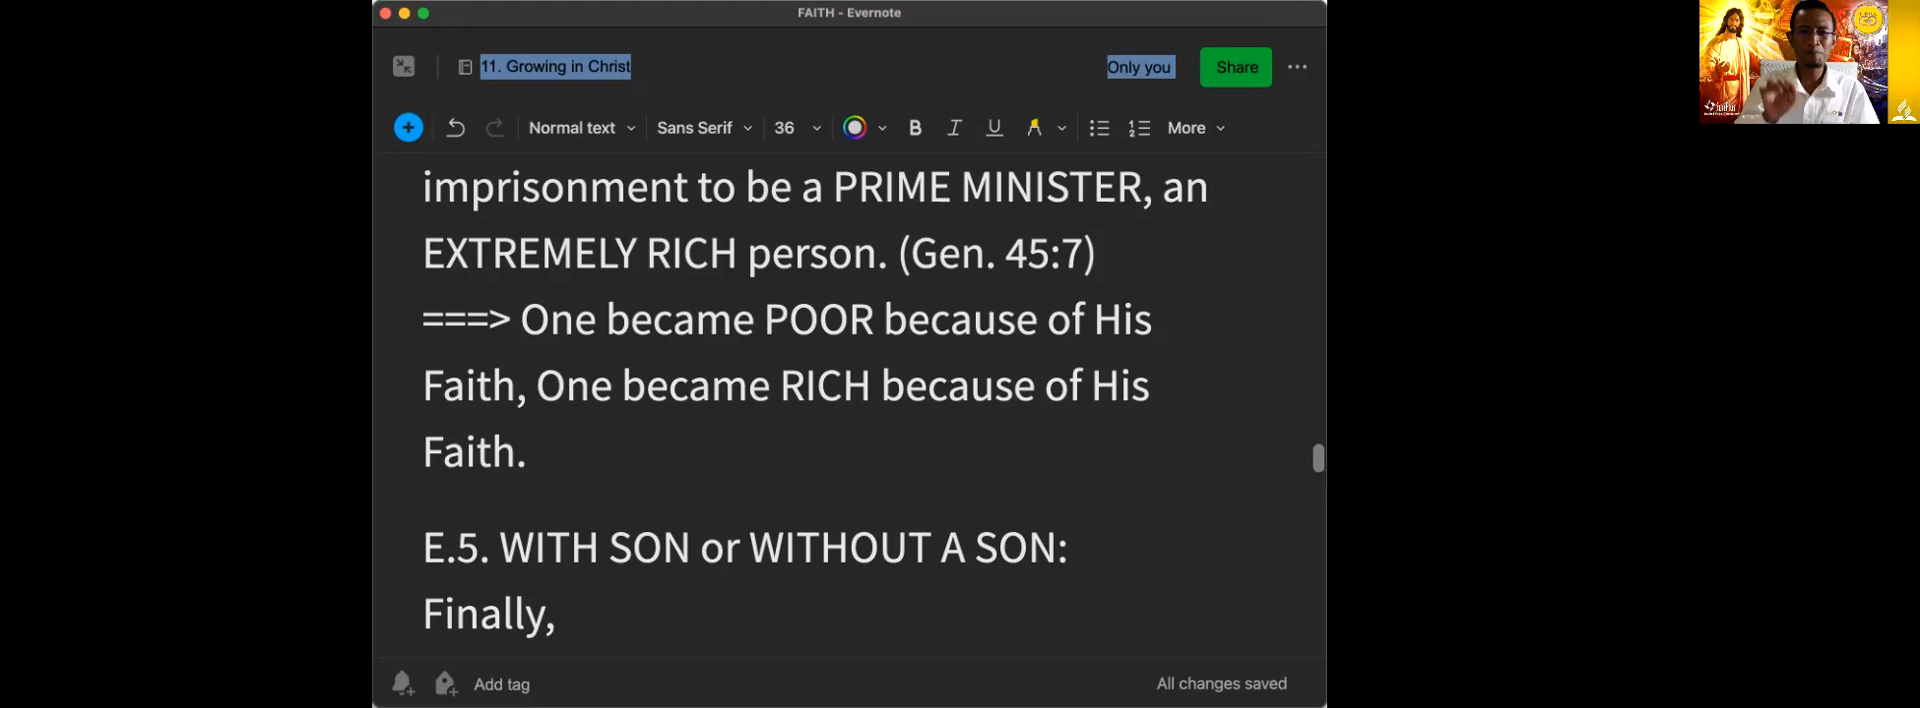 FAITH - Evernote
11. Growing in Christ
Only you
Share
Normal text
Sans Serif
36
B
I
U
More
imprisonment to be a PRIME MINISTER, an
EXTREMELY RICH person. (Gen. 45:7)
===> One became POOR because of His
Faith, One became RICH because of His
Faith.
E.5. WITH SON or WITHOUT A SON:
Finally,
Add tag
All changes saved